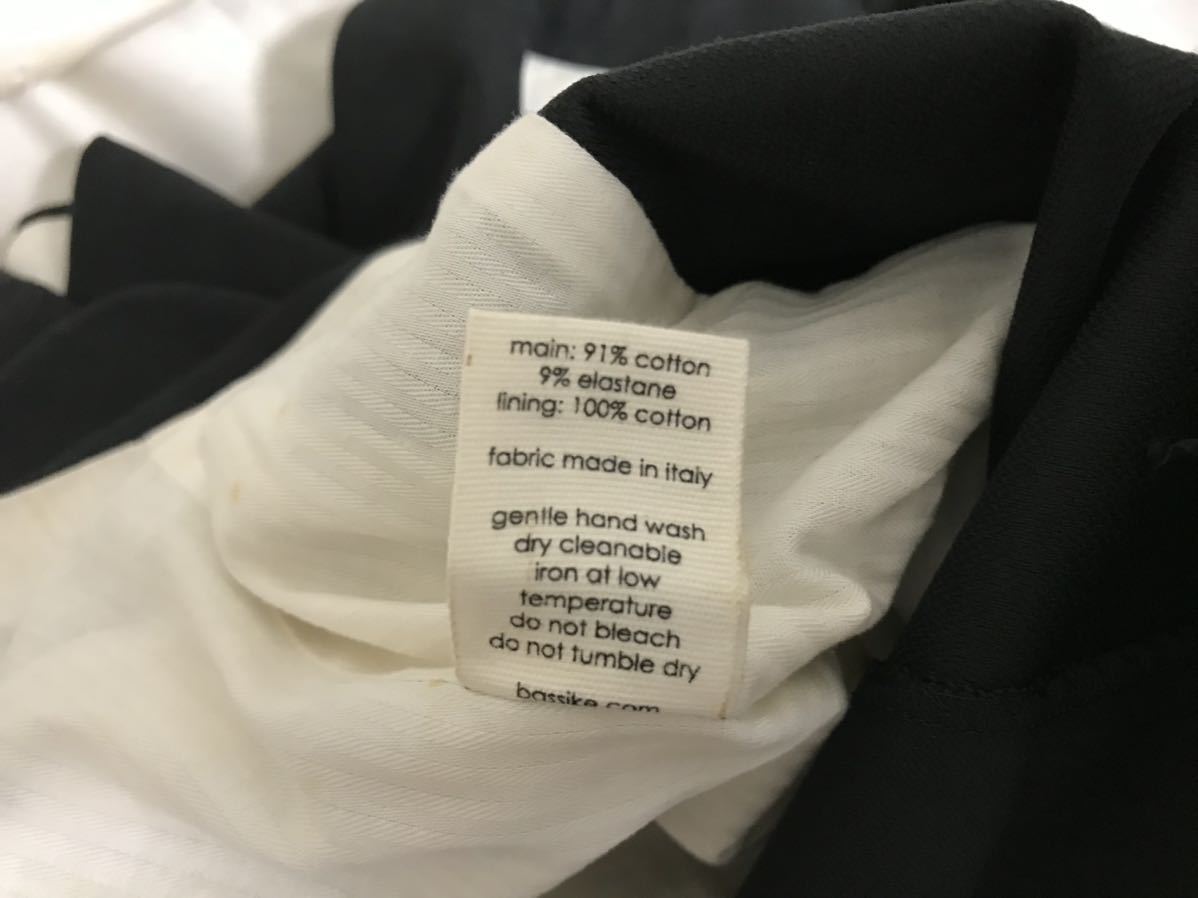 main: 91% cotton
9% elastane
lining: 100% cotton
fabric made in italy
gentle hand wash
dry cleanable
iron at low
temperature
do not bleach
do not tumble dry
bassike.com